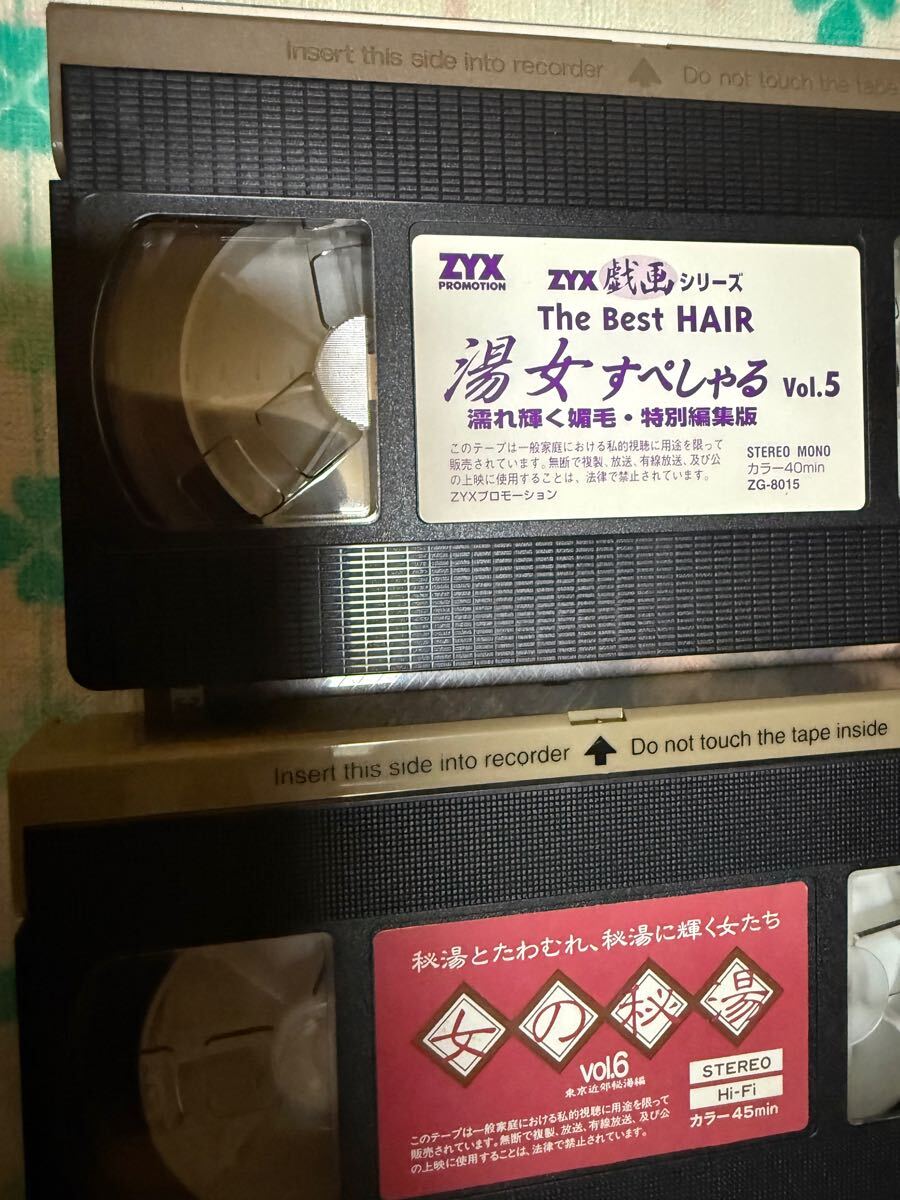 Insert this side into recorder
Do not touch the tape
ZYX
PROMOTION
ZYX 戯画 シリーズ
The Best HAIR
湯女 すぺしゃる Vol.5
濡れ輝く媚毛・特別編集版
このテープは一般家庭における私的視聴に用途を限って
販売されています。無断で複製、放送、有線放送、及び公
の上映に使用することは、法律で禁止されています。
ZYXプロモーション
STEREO MONO
カラー40min
ZG-8015
Insert this side into recorder
Do not touch the tape inside
秘湯とたわむれ、秘湯に輝く女たち
女の秘湯
vol.6
東京近郊秘湯編
STEREO
Hi-Fi
カラー45min
このテープは一般家庭における私的視聴に用途を限って
販売されています。無断で複製、放送、有線放送、及び公
の上映に使用することは、法律で禁止されています。